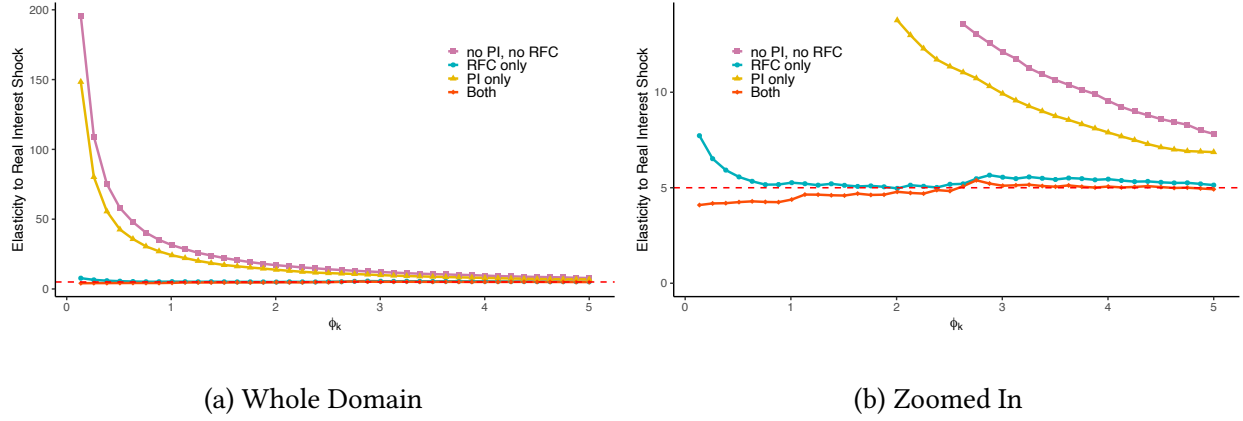 200
150
100
50
0
Elasticity to Real Interest Shock
0 1 2 3 4 5
ϕk
no PI, no RFC
RFC only
PI only
Both
10
5
0
Elasticity to Real Interest Shock
0 1 2 3 4 5
ϕk
no PI, no RFC
RFC only
PI only
Both
(a) Whole Domain
(b) Zoomed In